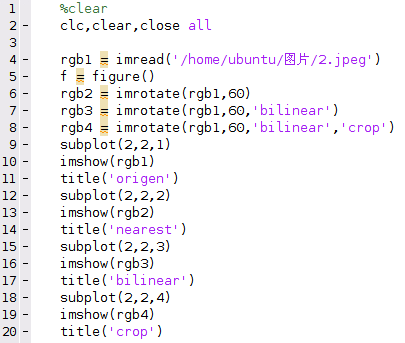 1 %clear
2 - clc,clear,close all
3
4 - rgb1 = imread('/home/ubuntu/图片/2.jpeg')
5 - f = figure()
6 - rgb2 = imrotate(rgb1,60)
7 - rgb3 = imrotate(rgb1,60,'bilinear')
8 - rgb4 = imrotate(rgb1,60,'bilinear','crop')
9 - subplot(2,2,1)
10 - imshow(rgb1)
11 - title('origen')
12 - subplot(2,2,2)
13 - imshow(rgb2)
14 - title('nearest')
15 - subplot(2,2,3)
16 - imshow(rgb3)
17 - title('bilinear')
18 - subplot(2,2,4)
19 - imshow(rgb4)
20 - title('crop')